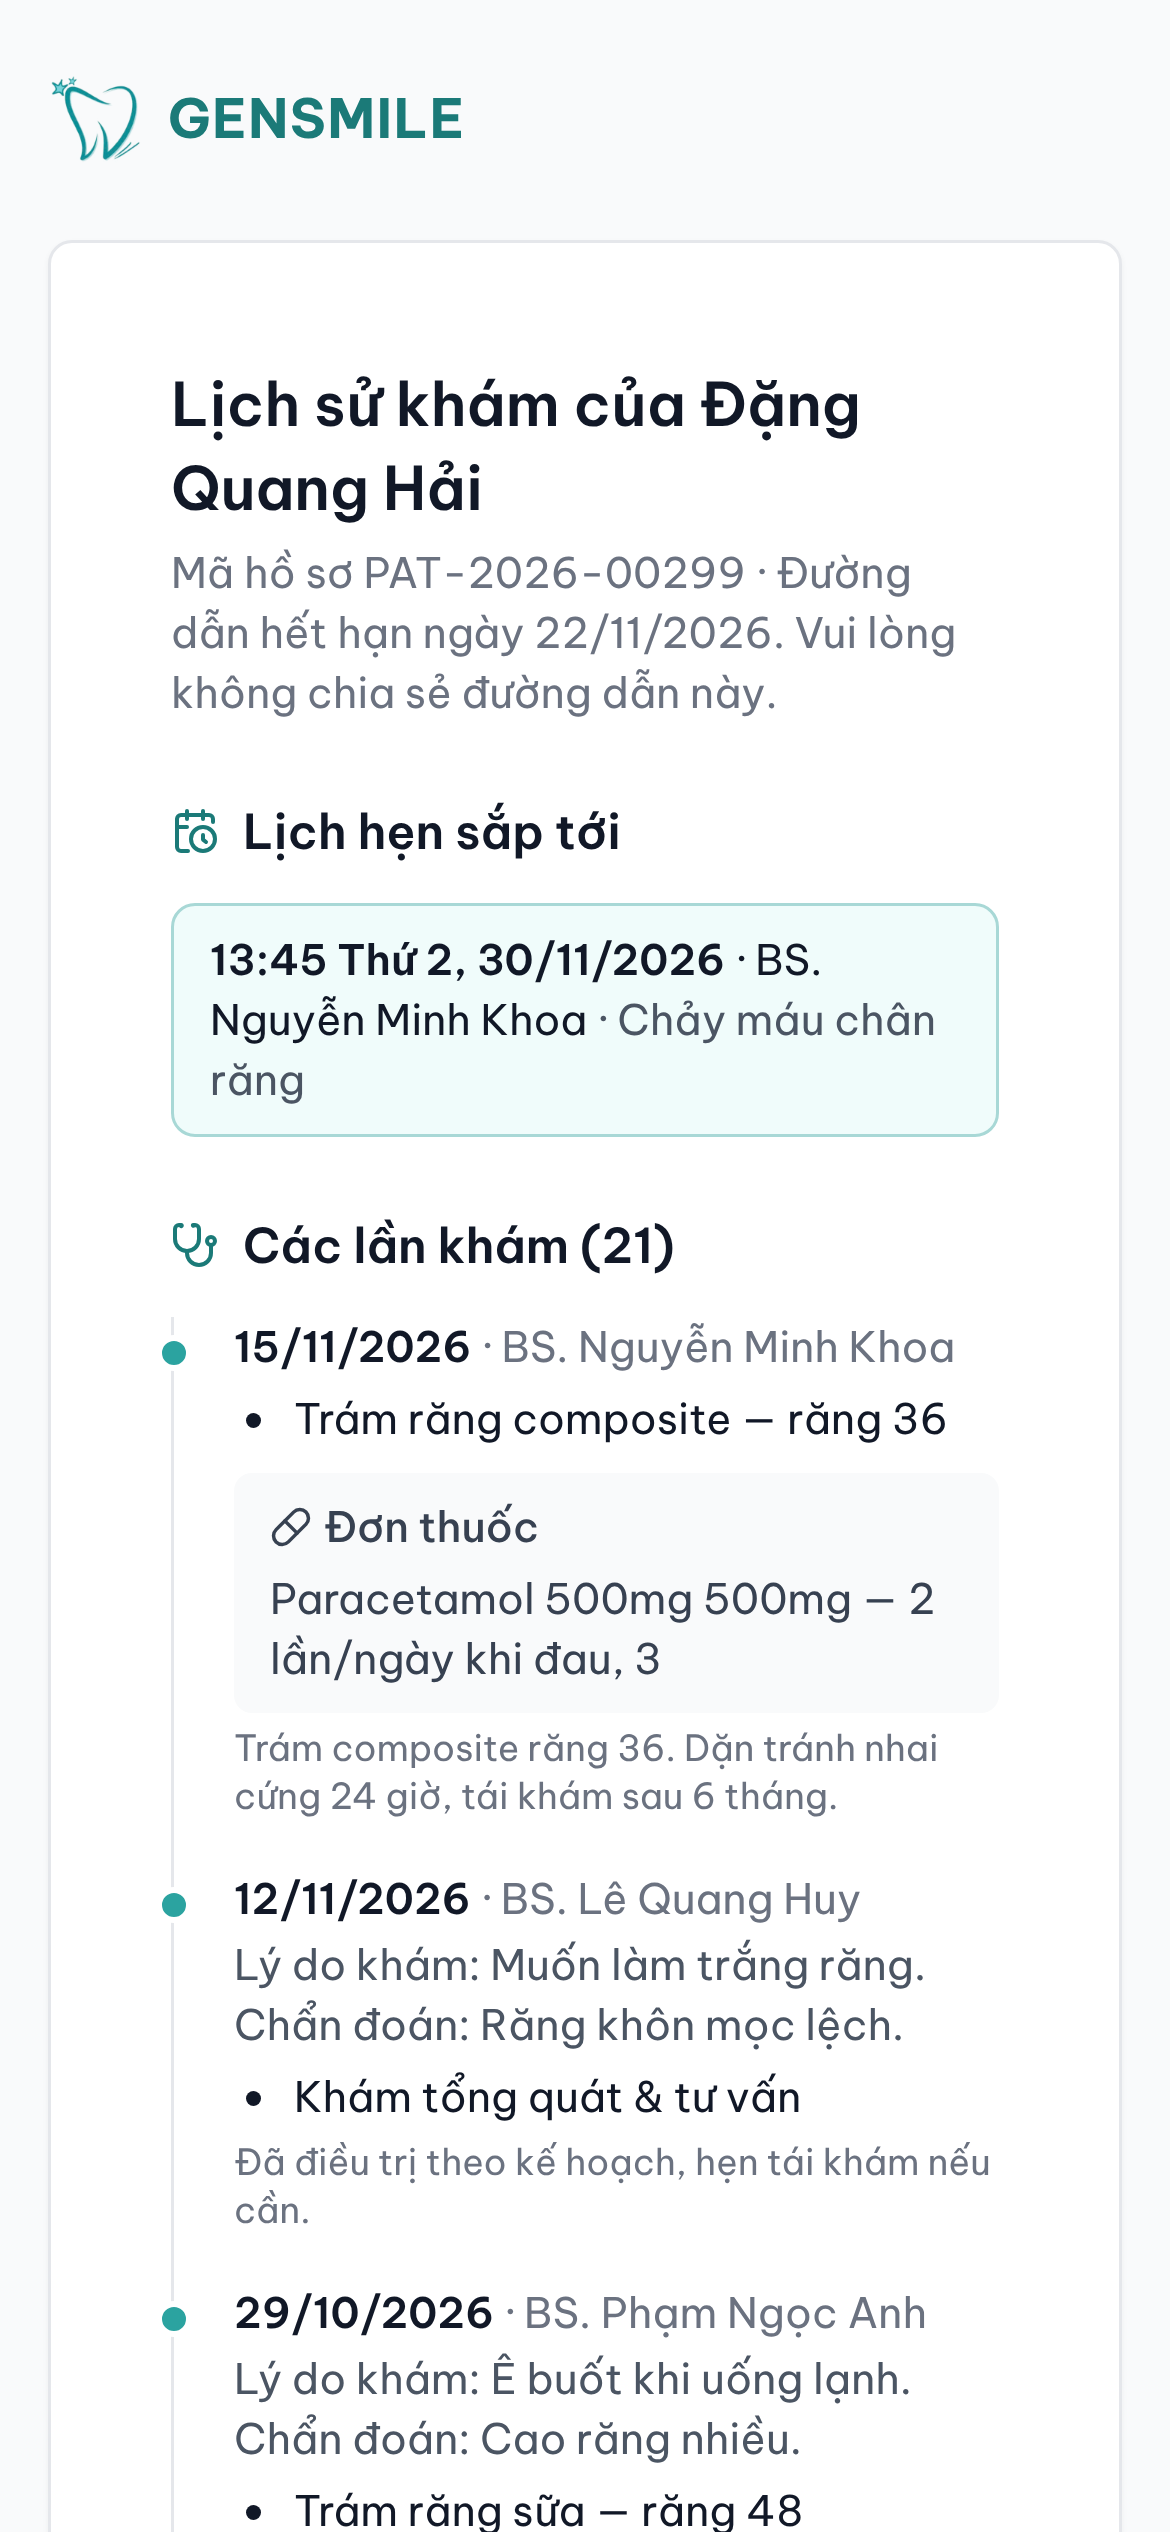 GENSMILE
Lịch sử khám của Đặng
Quang Hải
Mã hồ sơ PAT-2026-00299 · Đường
dẫn hết hạn ngày 22/11/2026. Vui lòng
không chia sẻ đường dẫn này.
Lịch hẹn sắp tới
13:45 Thứ 2, 30/11/2026 · BS.
Nguyễn Minh Khoa · Chảy máu chân
răng
Các lần khám (21)
15/11/2026 · BS. Nguyễn Minh Khoa
• Trám răng composite — răng 36
Đơn thuốc
Paracetamol 500mg 500mg — 2
lần/ngày khi đau, 3
Trám composite răng 36. Dặn tránh nhai
cứng 24 giờ, tái khám sau 6 tháng.
12/11/2026 · BS. Lê Quang Huy
Lý do khám: Muốn làm trắng răng.
Chẩn đoán: Răng khôn mọc lệch.
• Khám tổng quát & tư vấn
Đã điều trị theo kế hoạch, hẹn tái khám nếu
cần.
29/10/2026 · BS. Phạm Ngọc Anh
Lý do khám: Ê buốt khi uống lạnh.
Chẩn đoán: Cao răng nhiều.
• Trám răng sữa — răng 48